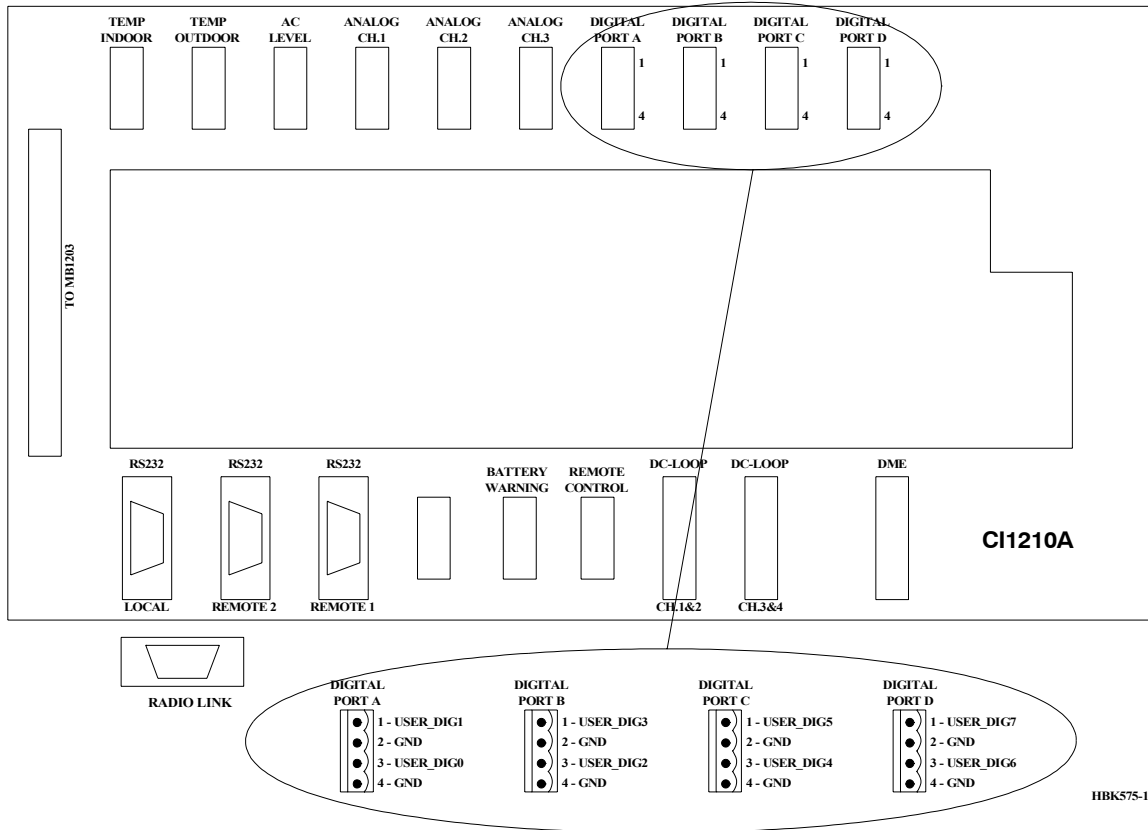 TEMP INDOOR
TEMP OUTDOOR
AC LEVEL
ANALOG CH.1
ANALOG CH.2
ANALOG CH.3
DIGITAL PORT A
DIGITAL PORT B
DIGITAL PORT C
DIGITAL PORT D
1
1
1
1
4
4
4
4
TO MB1203
RS232
RS232
RS232
BATTERY WARNING
REMOTE CONTROL
DC-LOOP
DC-LOOP
DME
CI1210A
LOCAL
REMOTE 2
REMOTE 1
CH.1&2
CH.3&4
RADIO LINK
DIGITAL PORT A
1 - USER_DIG1
2 - GND
3 - USER_DIG0
4 - GND
DIGITAL PORT B
1 - USER_DIG3
2 - GND
3 - USER_DIG2
4 - GND
DIGITAL PORT C
1 - USER_DIG5
2 - GND
3 - USER_DIG4
4 - GND
DIGITAL PORT D
1 - USER_DIG7
2 - GND
3 - USER_DIG6
4 - GND
HBK575-1